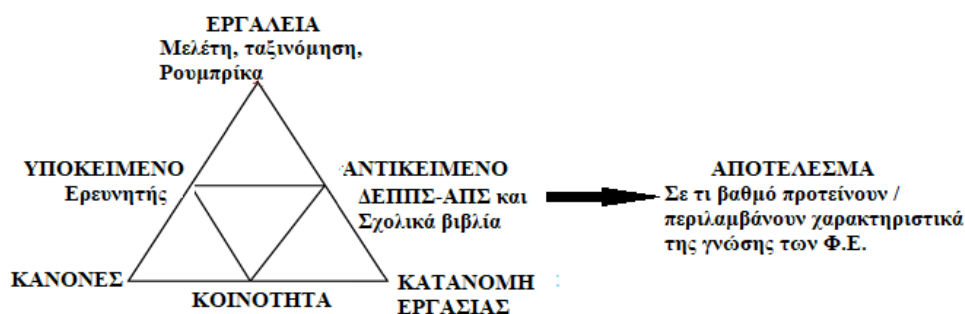 ΕΡΓΑΛΕΙΑ
Μελέτη, ταξινόμηση,
Ρουμπρίκα
ΥΠΟΚΕΙΜΕΝΟ
Ερευνητής
ΑΝΤΙΚΕΙΜΕΝΟ
ΔΕΠΠΣ-ΑΠΣ και
Σχολικά βιβλία
ΑΠΟΤΕΛΕΣΜΑ
Σε τι βαθμό προτείνουν /
περιλαμβάνουν χαρακτηριστικά
της γνώσης των Φ.Ε.
ΚΑΝΟΝΕΣ
ΚΟΙΝΟΤΗΤΑ
ΚΑΤΑΝΟΜΗ
ΕΡΓΑΣΙΑΣ